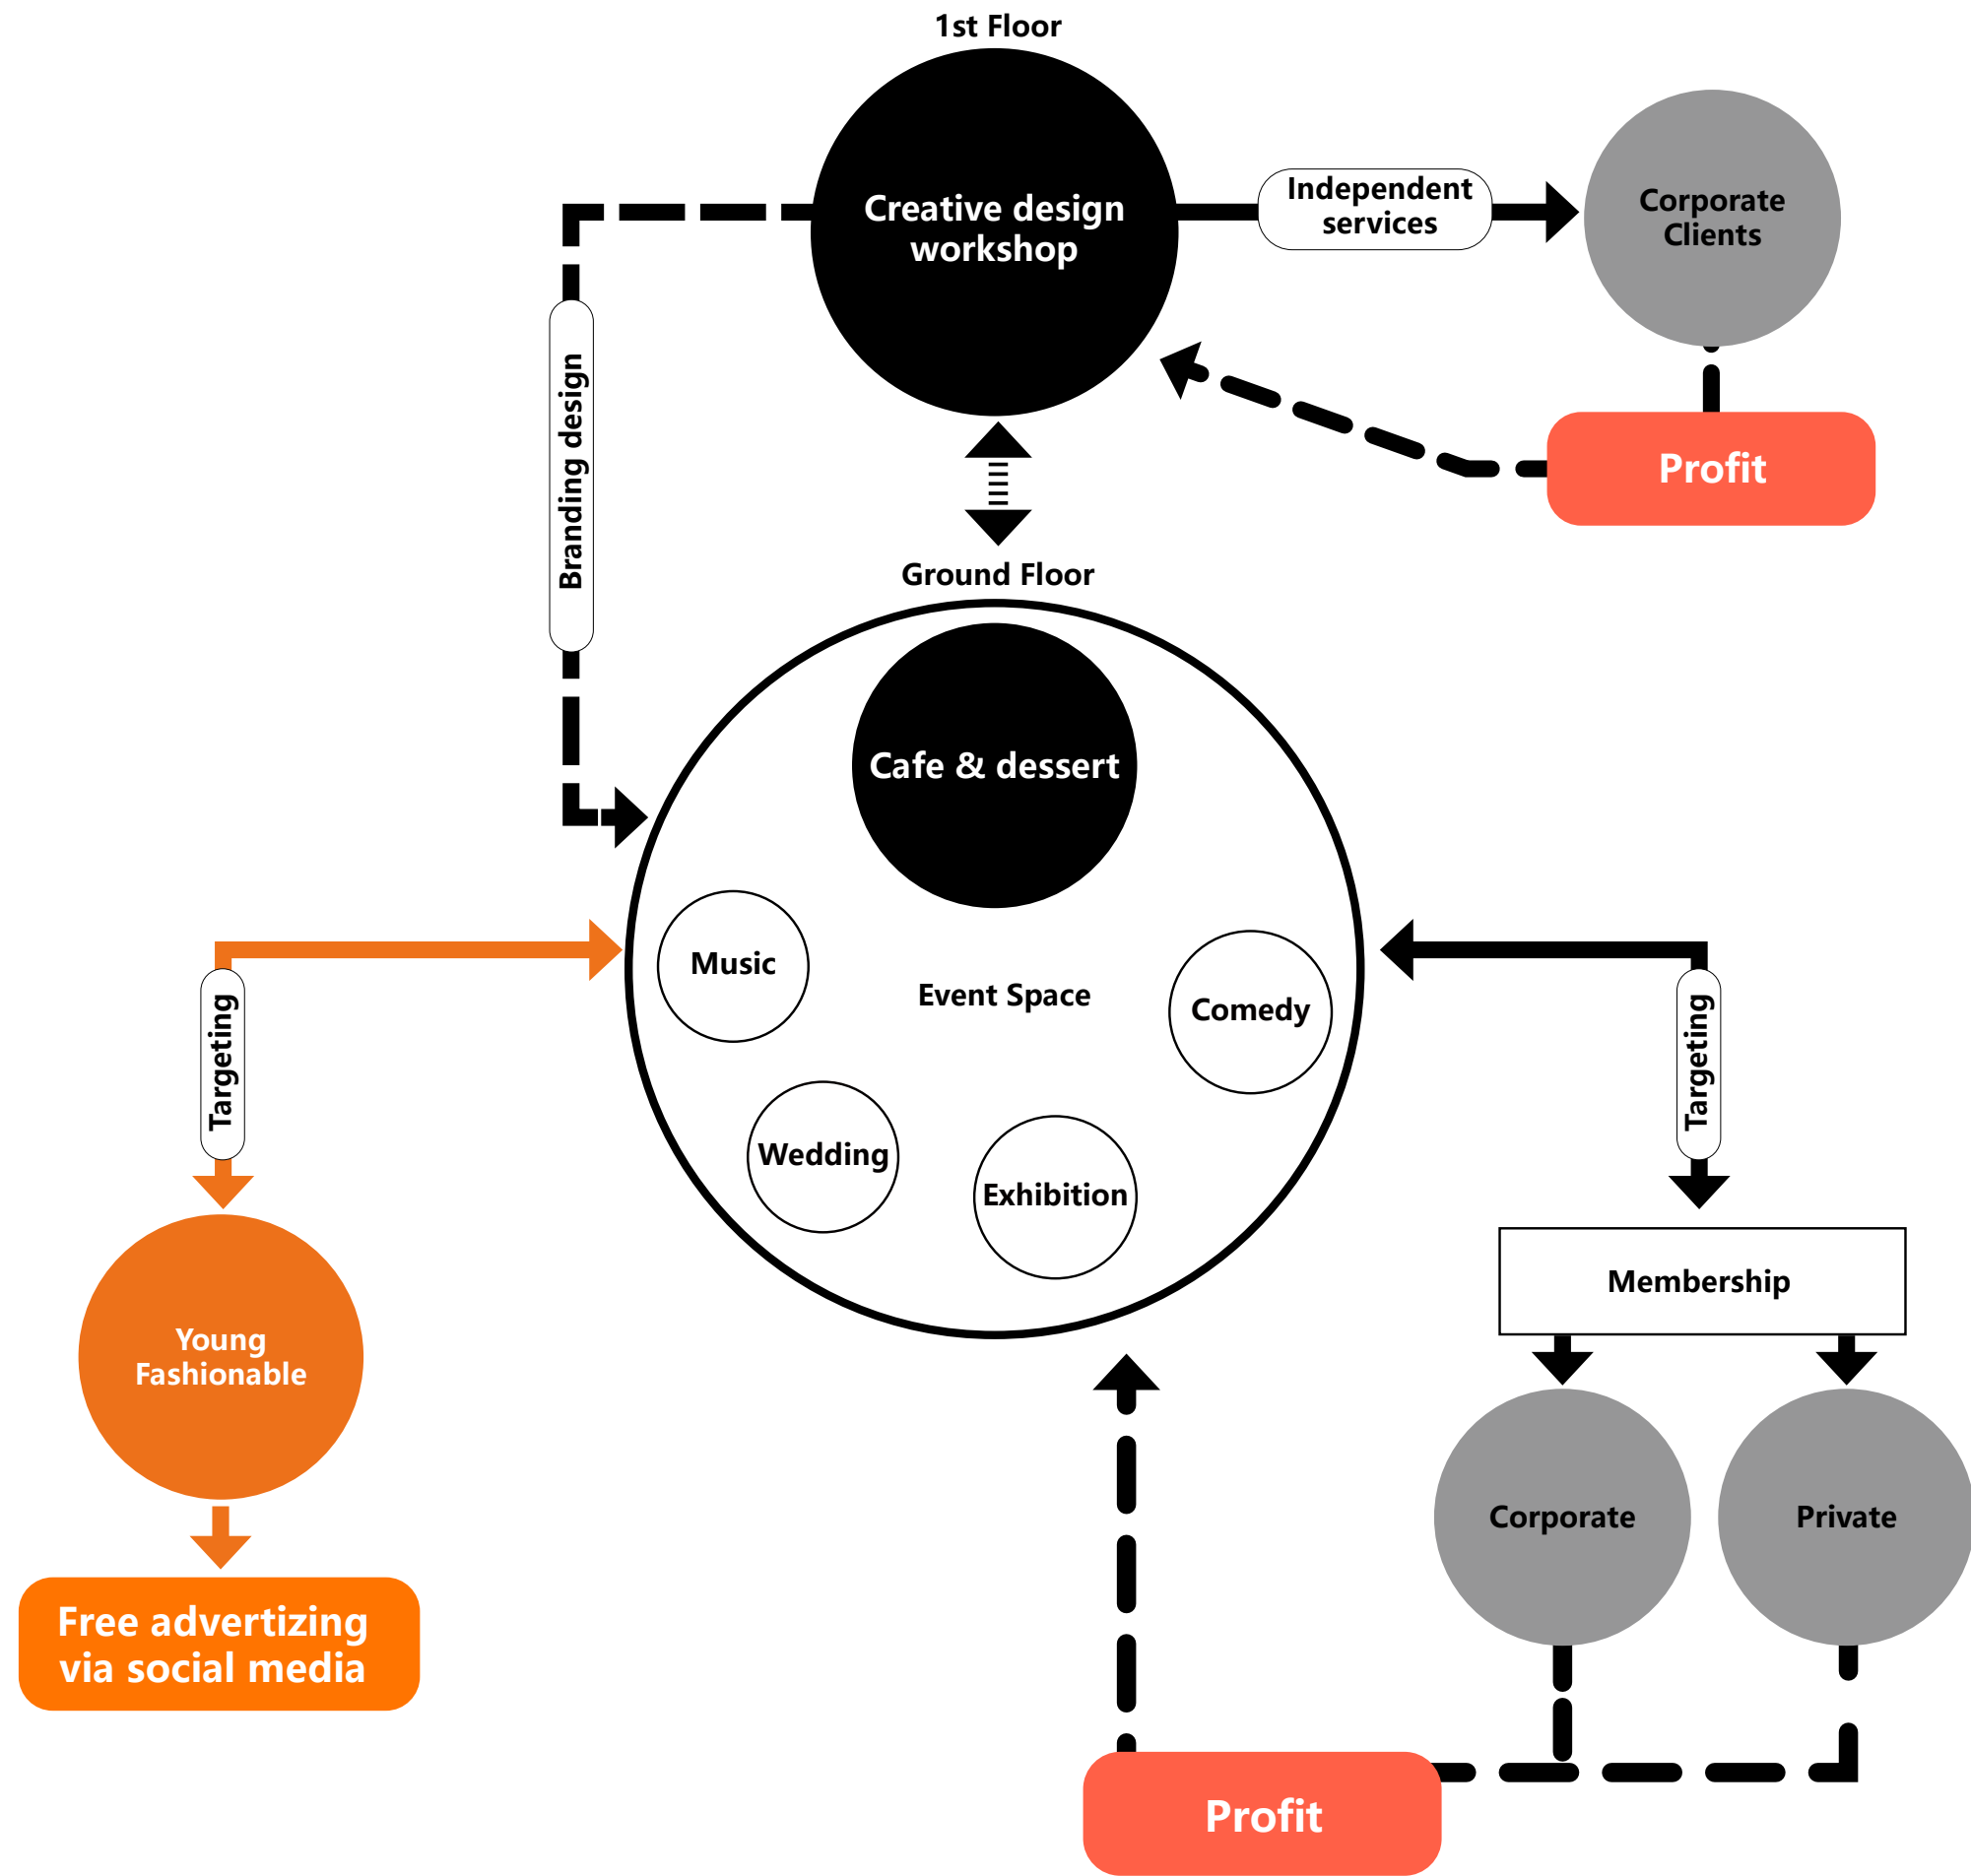 1st Floor
Creative design
workshop
Independent
services
Corporate
Clients
Branding design
Profit
Ground Floor
Cafe & dessert
Music
Event Space
Comedy
Targeting
Targeting
Wedding
Exhibition
Membership
Young
Fashionable
Corporate
Private
Free advertizing
via social media
Profit